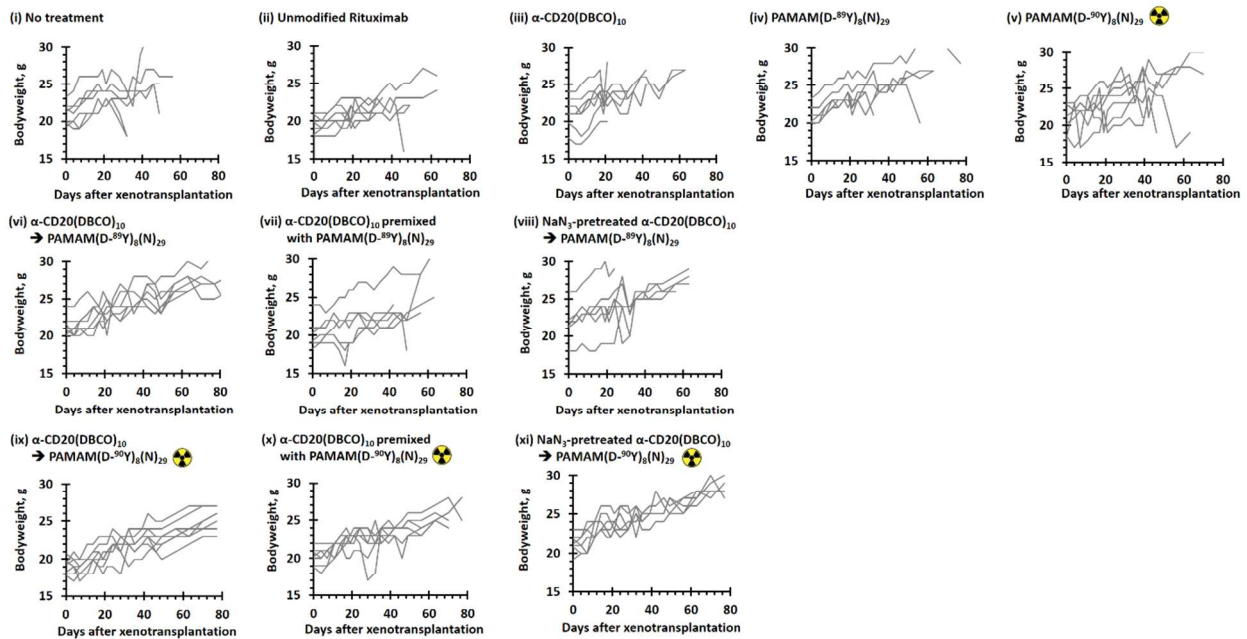 (i) No treatment
(ii) Unmodified Rituximab
(iii) α-CD20(DBCO)₁₀
(iv) PAMAM(D-⁸⁹Y)₈(N)₂₉
(v) PAMAM(D-⁹⁰Y)₈(N)₂₉
Bodyweight, g
30
25
20
15
0 20 40 60 80
Days after xenotransplantation
Bodyweight, g
30
25
20
15
0 20 40 60 80
Days after xenotransplantation
Bodyweight, g
30
25
20
15
0 20 40 60 80
Days after xenotransplantation
Bodyweight, g
30
25
20
15
0 20 40 60 80
Days after xenotransplantation
Bodyweight, g
30
25
20
15
0 20 40 60 80
Days after xenotransplantation
(vi) α-CD20(DBCO)₁₀
➔ PAMAM(D-⁸⁹Y)₈(N)₂₉
(vii) α-CD20(DBCO)₁₀ premixed
with PAMAM(D-⁸⁹Y)₈(N)₂₉
(viii) NaN₃-pretreated α-CD20(DBCO)₁₀
➔ PAMAM(D-⁸⁹Y)₈(N)₂₉
Bodyweight, g
30
25
20
15
0 20 40 60 80
Days after xenotransplantation
Bodyweight, g
30
25
20
15
0 20 40 60 80
Days after xenotransplantation
Bodyweight, g
30
25
20
15
0 20 40 60 80
Days after xenotransplantation
(ix) α-CD20(DBCO)₁₀
➔ PAMAM(D-⁹⁰Y)₈(N)₂₉
(x) α-CD20(DBCO)₁₀ premixed
with PAMAM(D-⁹⁰Y)₈(N)₂₉
(xi) NaN₃-pretreated α-CD20(DBCO)₁₀
➔ PAMAM(D-⁹⁰Y)₈(N)₂₉
Bodyweight, g
30
25
20
15
0 20 40 60 80
Days after xenotransplantation
Bodyweight, g
30
25
20
15
0 20 40 60 80
Days after xenotransplantation
Bodyweight, g
30
25
20
15
0 20 40 60 80
Days after xenotransplantation